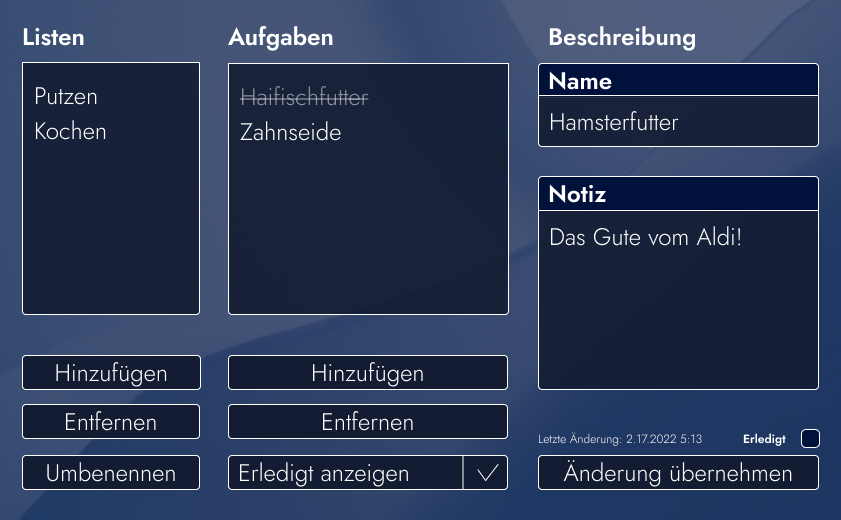 Listen
Putzen
Kochen
Hinzufügen
Entfernen
Umbenennen
Aufgaben
Haifischfutter
Zahnseide
Hinzufügen
Entfernen
Erledigt anzeigen
Beschreibung
Name
Hamsterfutter
Notiz
Das Gute vom Aldi!
Letzte Änderung: 2.17.2022 5:13
Erledigt
Änderung übernehmen